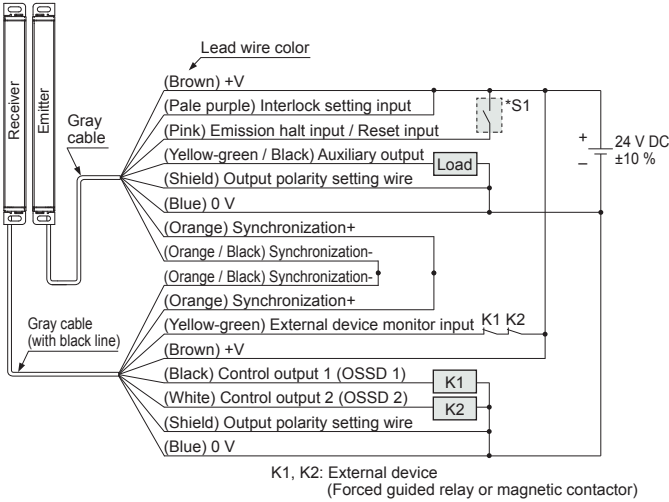 Receiver
Emitter
Lead wire color
(Brown) +V
(Pale purple) Interlock setting input
*S1
Gray
cable
(Pink) Emission halt input / Reset input
+
24 V DC
±10 %
–
(Yellow-green / Black) Auxiliary output
Load
(Shield) Output polarity setting wire
(Blue) 0 V
(Orange) Synchronization+
(Orange / Black) Synchronization-
(Orange / Black) Synchronization-
(Orange) Synchronization+
Gray cable
(with black line)
(Yellow-green) External device monitor input
K1 K2
(Brown) +V
(Black) Control output 1 (OSSD 1)
K1
(White) Control output 2 (OSSD 2)
K2
(Shield) Output polarity setting wire
(Blue) 0 V
K1, K2: External device
(Forced guided relay or magnetic contactor)